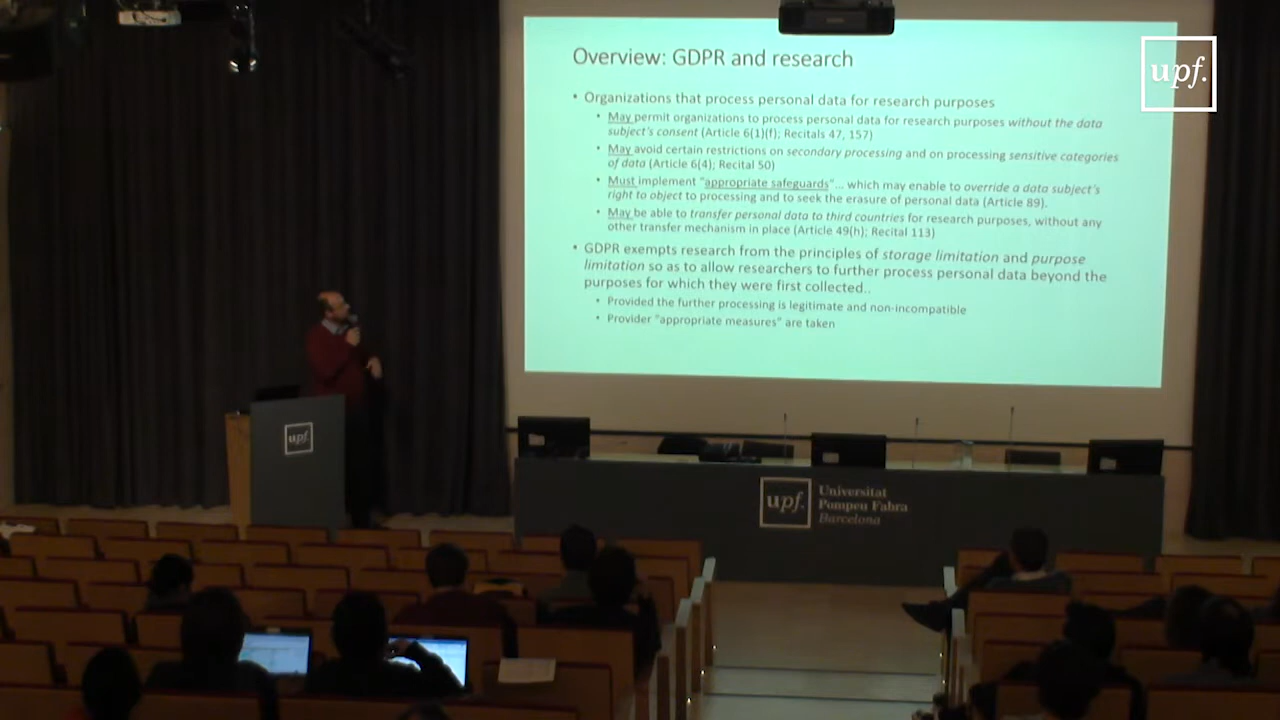 Overview: GDPR and research
• Organizations that process personal data for research purposes
• May permit organizations to process personal data for research purposes without the data
subject's consent (Article 6(1)(f); Recitals 47, 157)
• May avoid certain restrictions on secondary processing and on processing sensitive categories
of data (Article 6(4); Recital 50)
• Must implement "appropriate safeguards"... which may enable to override a data subject's
right to object to processing and to seek the erasure of personal data (Article 89).
• May be able to transfer personal data to third countries for research purposes, without any
other transfer mechanism in place (Article 49(h); Recital 113)
• GDPR exempts research from the principles of storage limitation and purpose
limitation so as to allow researchers to further process personal data beyond the
purposes for which they were first collected..
• Provided the further processing is legitimate and non-incompatible
• Provider "appropriate measures" are taken
upf.
upf.
upf.
Universitat
Pompeu Fabra
Barcelona